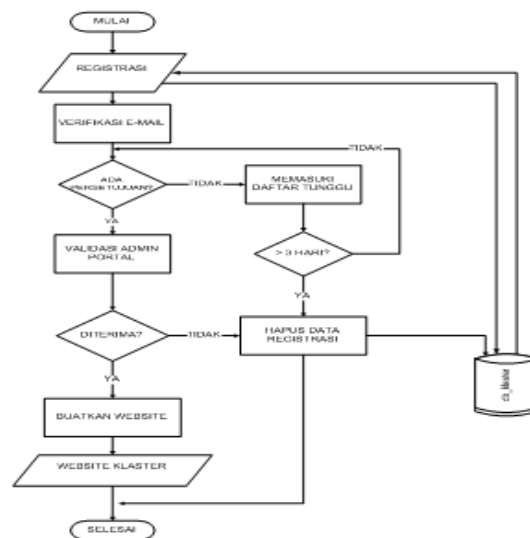 MULAI
REGISTRASI
VERIFIKASI E-MAIL
TIDAK
ADA
PERSETUJUAN?
TIDAK
MEMASUKI
DAFTAR TUNGGU
YA
VALIDASI ADMIN
PORTAL
> 3 HARI?
YA
DITERIMA?
TIDAK
HAPUS DATA
REGISTRASI
YA
BUATKAN WEBSITE
WEBSITE KLASTER
SELESAI